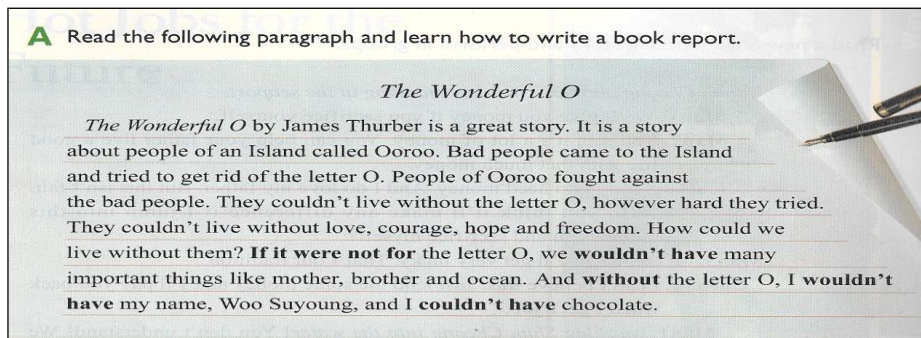 A Read the following paragraph and learn how to write a book report.
The Wonderful O
The Wonderful O by James Thurber is a great story. It is a story
about people of an Island called Ooroo. Bad people came to the Island
and tried to get rid of the letter O. People of Ooroo fought against
the bad people. They couldn't live without the letter O, however hard they tried.
They couldn't live without love, courage, hope and freedom. How could we
live without them? If it were not for the letter O, we wouldn't have many
important things like mother, brother and ocean. And without the letter O, I wouldn't
have my name, Woo Suyoung, and I couldn't have chocolate.